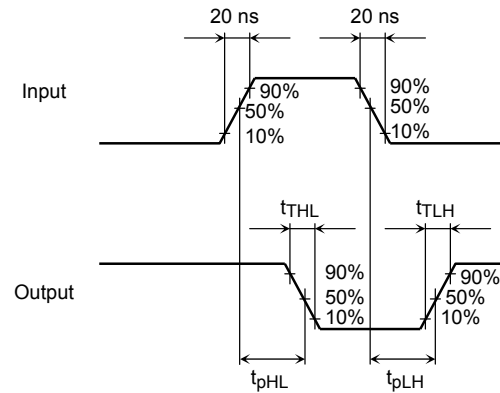 20 ns 20 ns
Input
90% 90%
50% 50%
10% 10%
tTHL tTLH
Output
90% 90%
50% 50%
10% 10%
tpHL tpLH